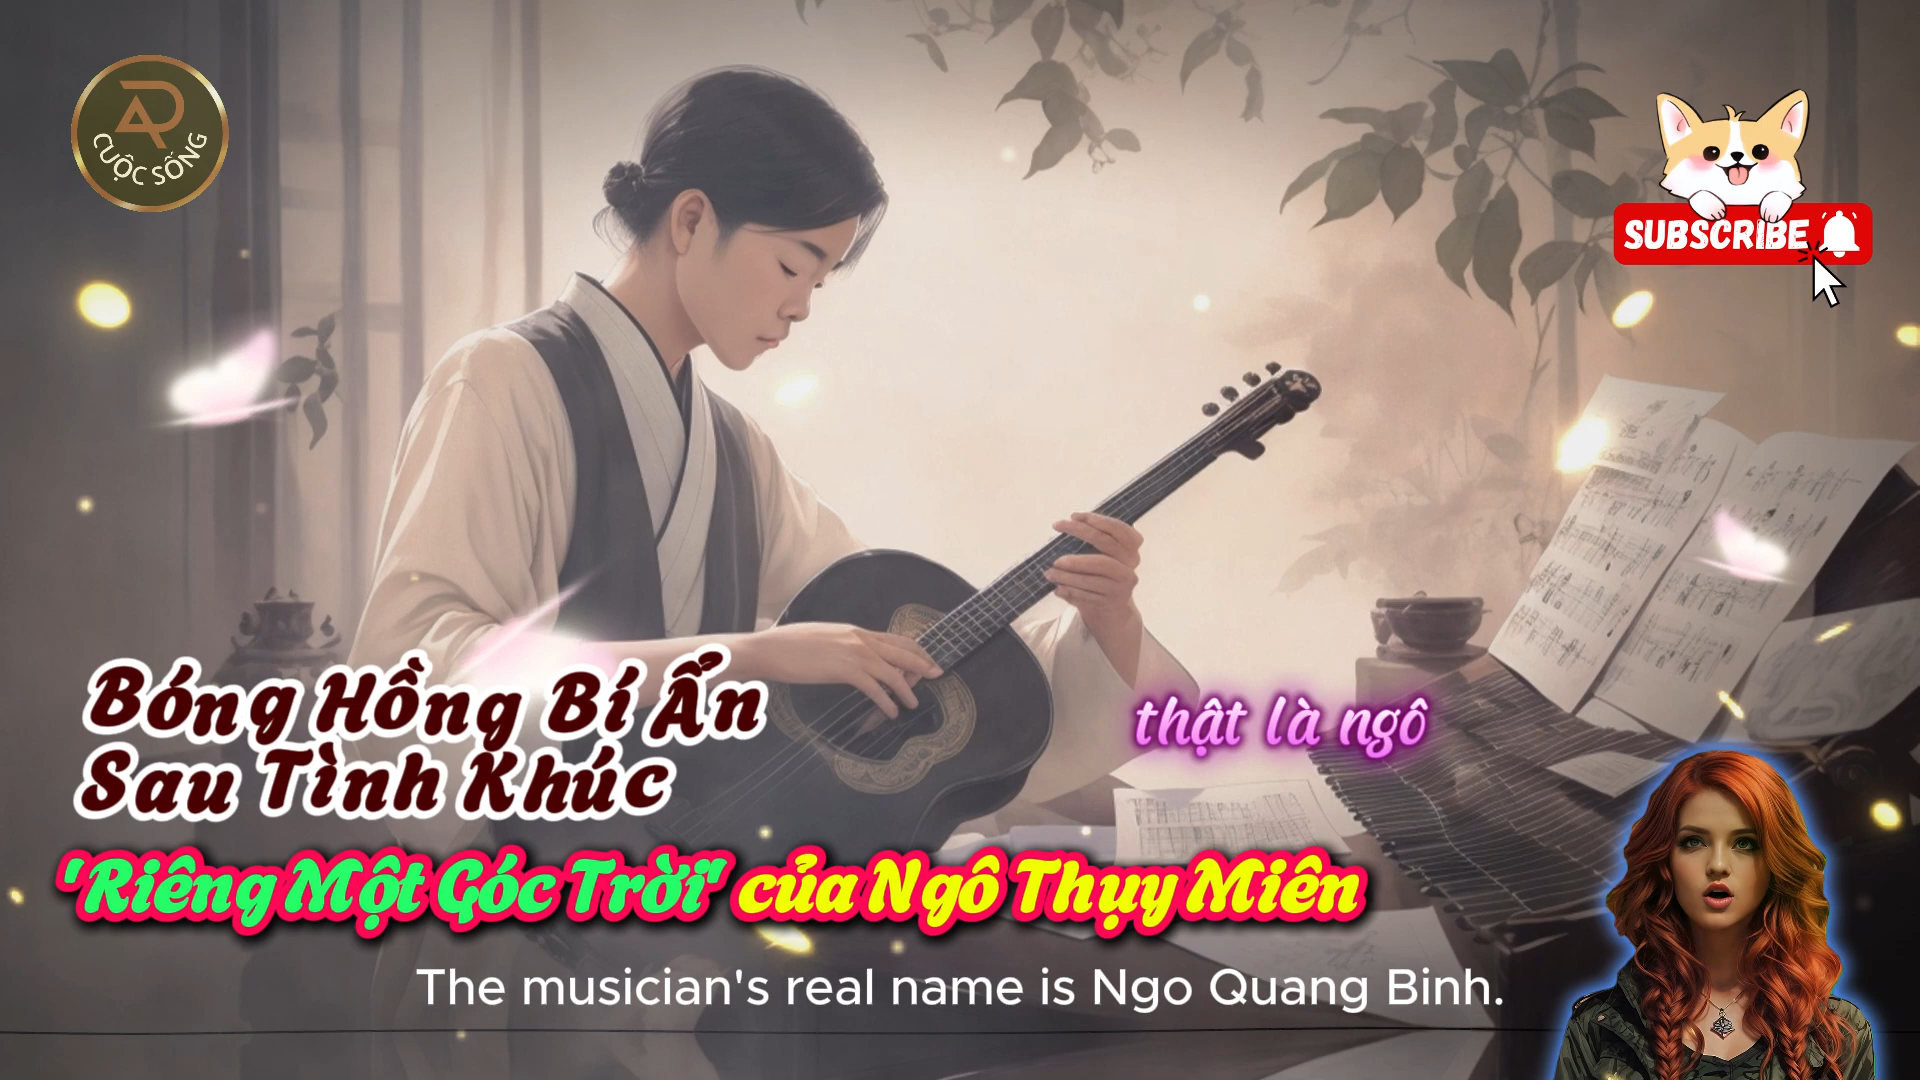 CUỘC SỐNG
SUBSCRIBE
Bóng Hồng Bí Ẩn
Sau Tình Khúc
thật là ngô
'Riêng Một Góc Trời' của Ngô Thụy Miên
The musician's real name is Ngo Quang Binh.